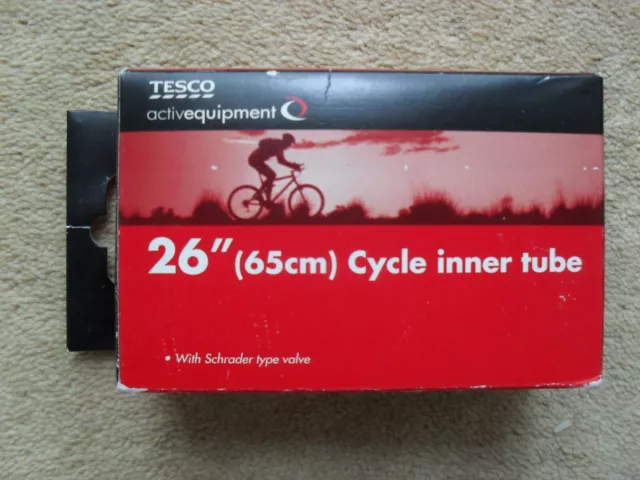 TESCO
activequipment
26” (65cm) Cycle inner tube
• With Schrader type valve